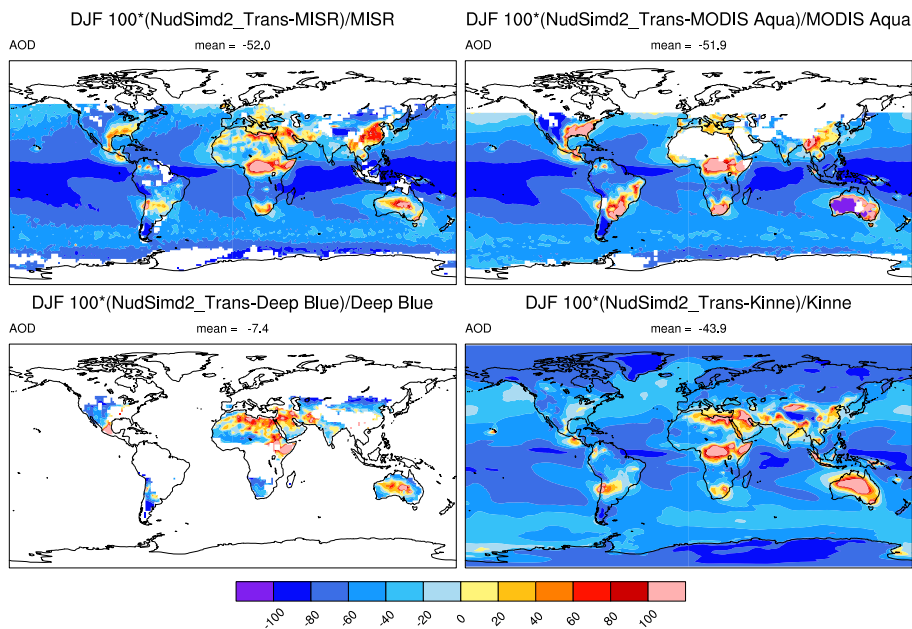 DJF 100*(NudSimd2_Trans-MISR)/MISR
AOD mean = -52.0
DJF 100*(NudSimd2_Trans-MODIS Aqua)/MODIS Aqua
AOD mean = -51.9
DJF 100*(NudSimd2_Trans-Deep Blue)/Deep Blue
AOD mean = -7.4
DJF 100*(NudSimd2_Trans-Kinne)/Kinne
AOD mean = -43.9
-100 -80 -60 -40 -20 0 20 40 60 80 100